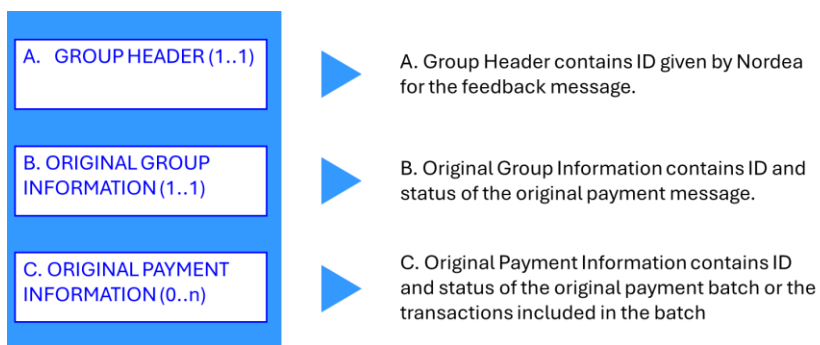 A. GROUP HEADER (1..1)
A. Group Header contains ID given by Nordea
for the feedback message.
B. ORIGINAL GROUP
INFORMATION (1..1)
B. Original Group Information contains ID and
status of the original payment message.
C. ORIGINAL PAYMENT
INFORMATION (0..n)
C. Original Payment Information contains ID
and status of the original payment batch or the
transactions included in the batch